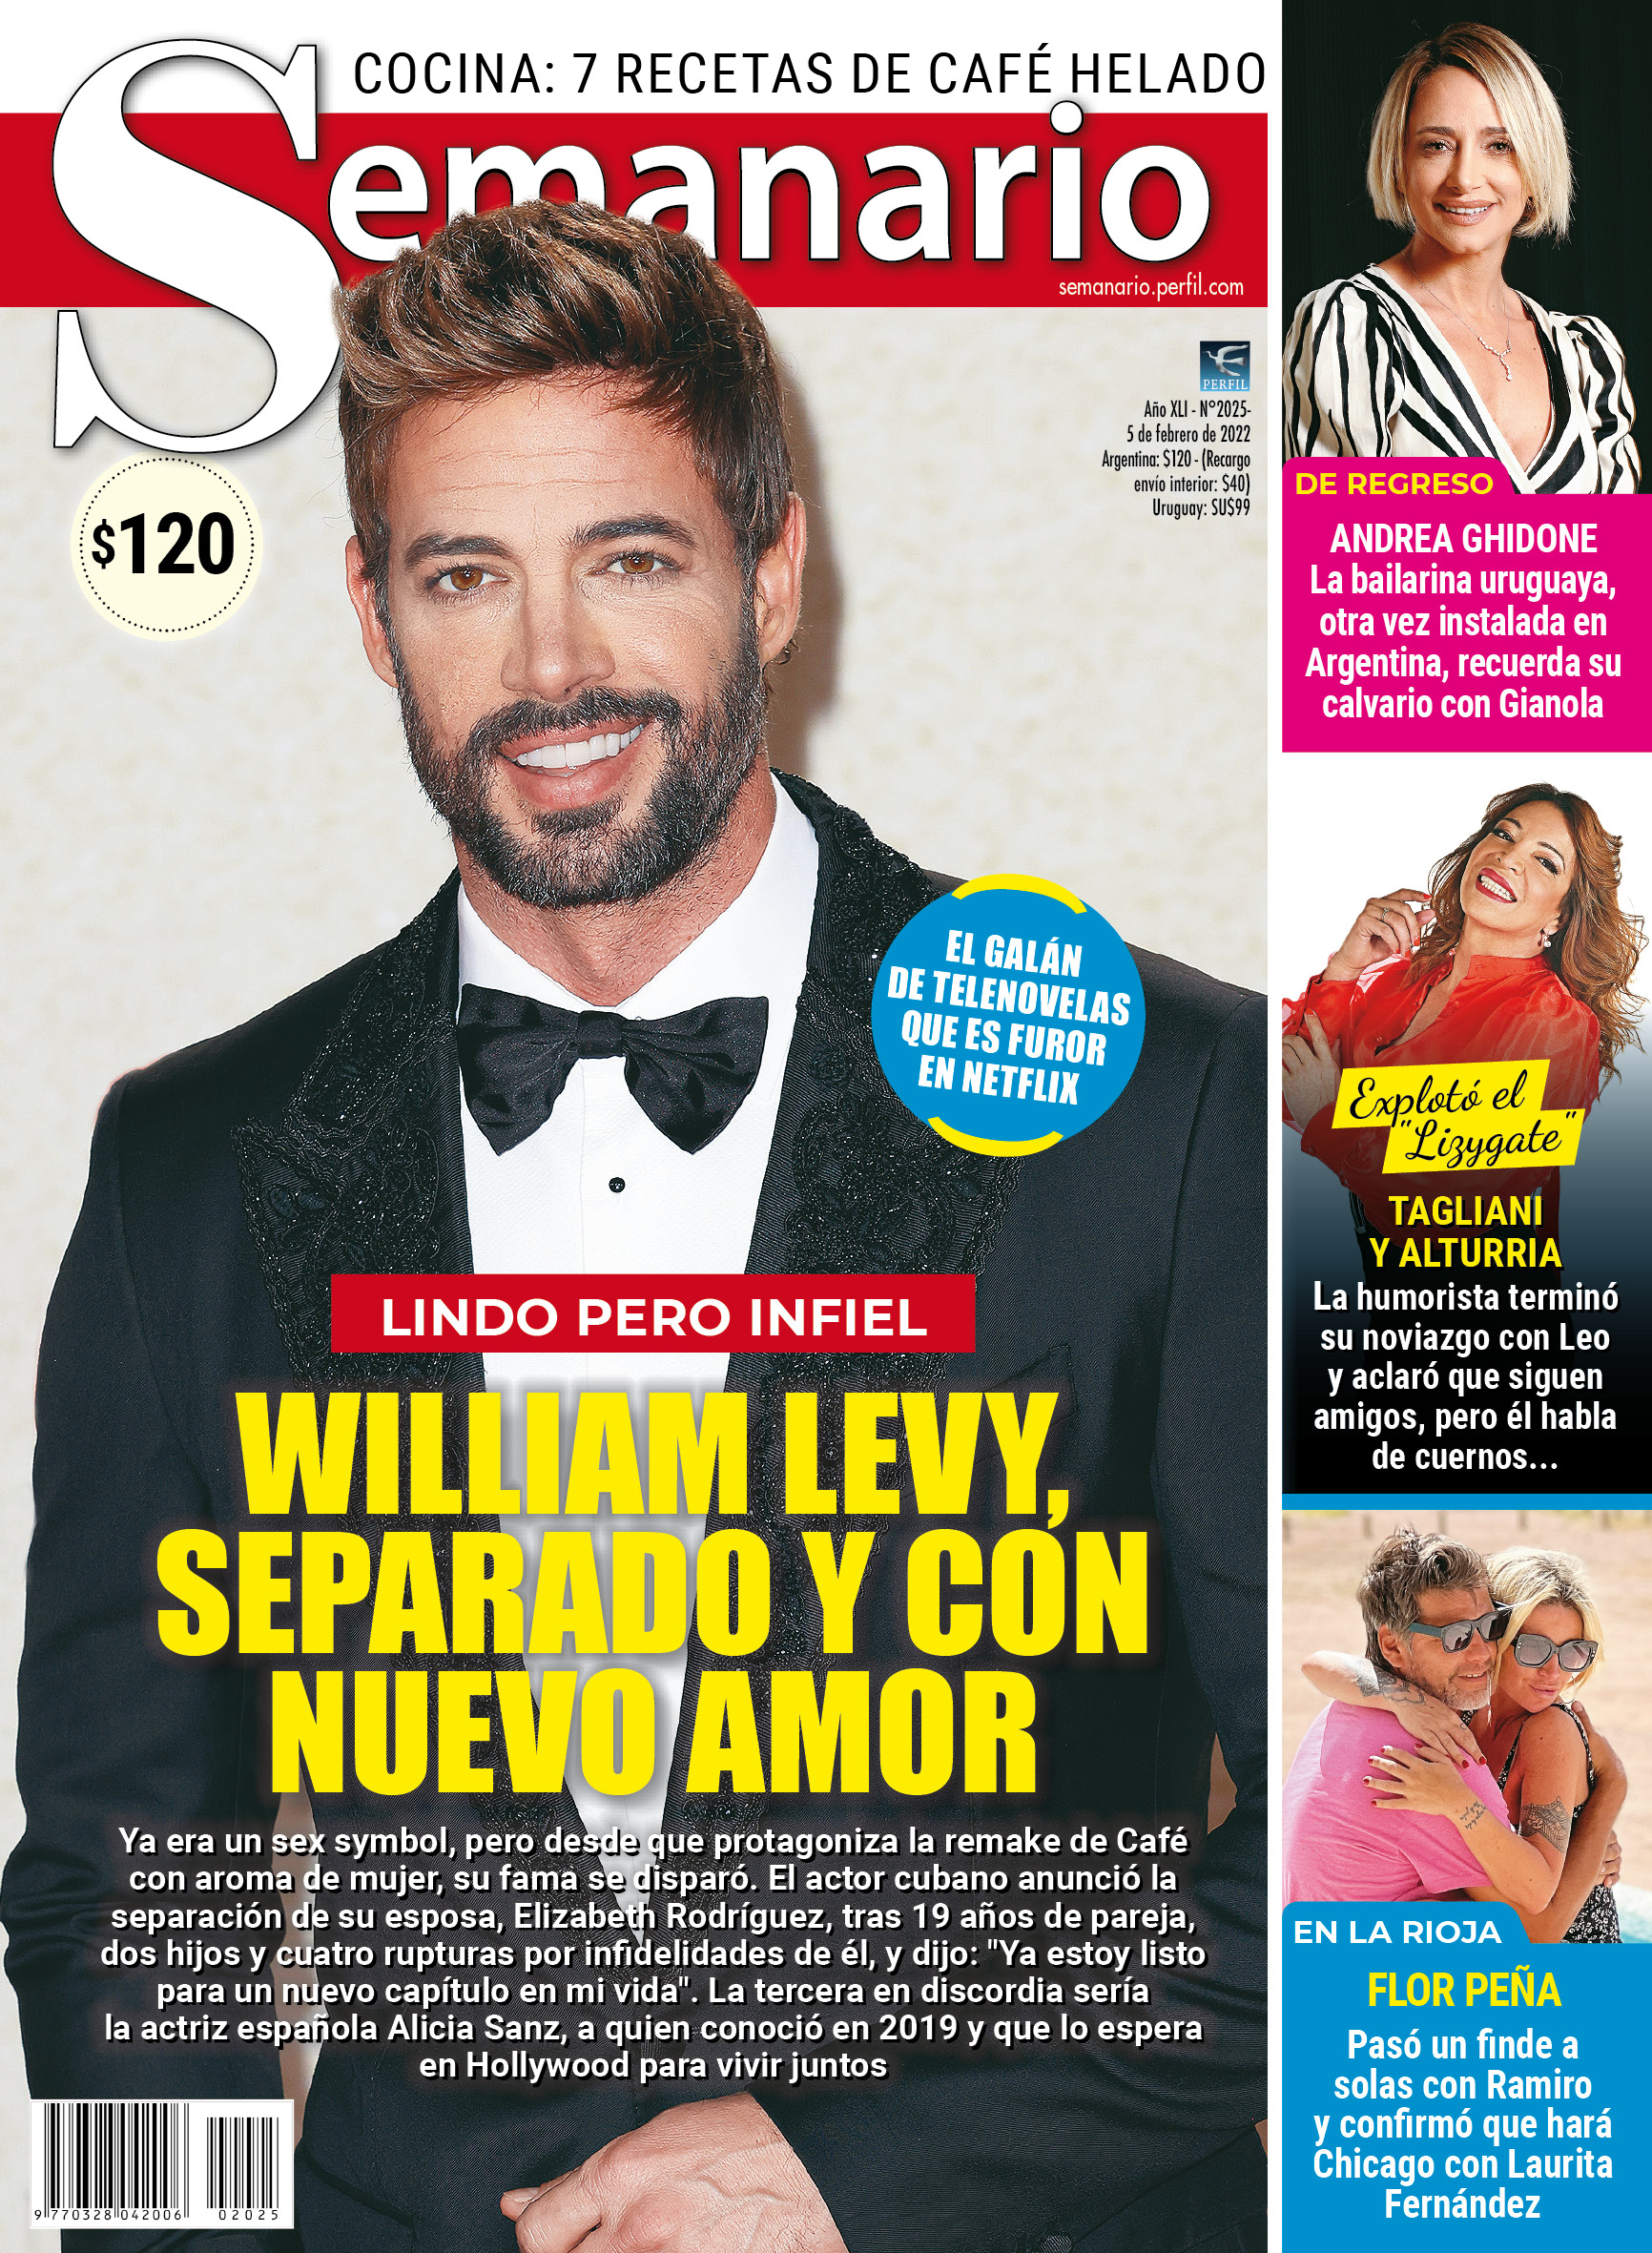 COCINA: 7 RECETAS DE CAFÉ HELADO
Semanario
semanario.perfil.com
PERFIL
Año XLI - N°2025-
5 de febrero de 2022
Argentina: $120 - (Recargo
envío interior: $40)
Uruguay: SU$99
$120
EL GALÁN
DE TELENOVELAS
QUE ES FUROR
EN NETFLIX
LINDO PERO INFIEL
WILLIAM LEVY,
SEPARADO Y CON
NUEVO AMOR
Ya era un sex symbol, pero desde que protagoniza la remake de Café
con aroma de mujer, su fama se disparó. El actor cubano anunció la
separación de su esposa, Elizabeth Rodríguez, tras 19 años de pareja,
dos hijos y cuatro rupturas por infidelidades de él, y dijo: "Ya estoy listo
para un nuevo capítulo en mi vida". La tercera en discordia sería
la actriz española Alicia Sanz, a quien conoció en 2019 y que lo espera
en Hollywood para vivir juntos
9 770328 042006
02025
DE REGRESO
ANDREA GHIDONE
La bailarina uruguaya,
otra vez instalada en
Argentina, recuerda su
calvario con Gianola
Explotó el
"Lizygate"
TAGLIANI
Y ALTURRIA
La humorista terminó
su noviazgo con Leo
y aclaró que siguen
amigos, pero él habla
de cuernos...
EN LA RIOJA
FLOR PEÑA
Pasó un finde a
solas con Ramiro
y confirmó que hará
Chicago con Laurita
Fernández